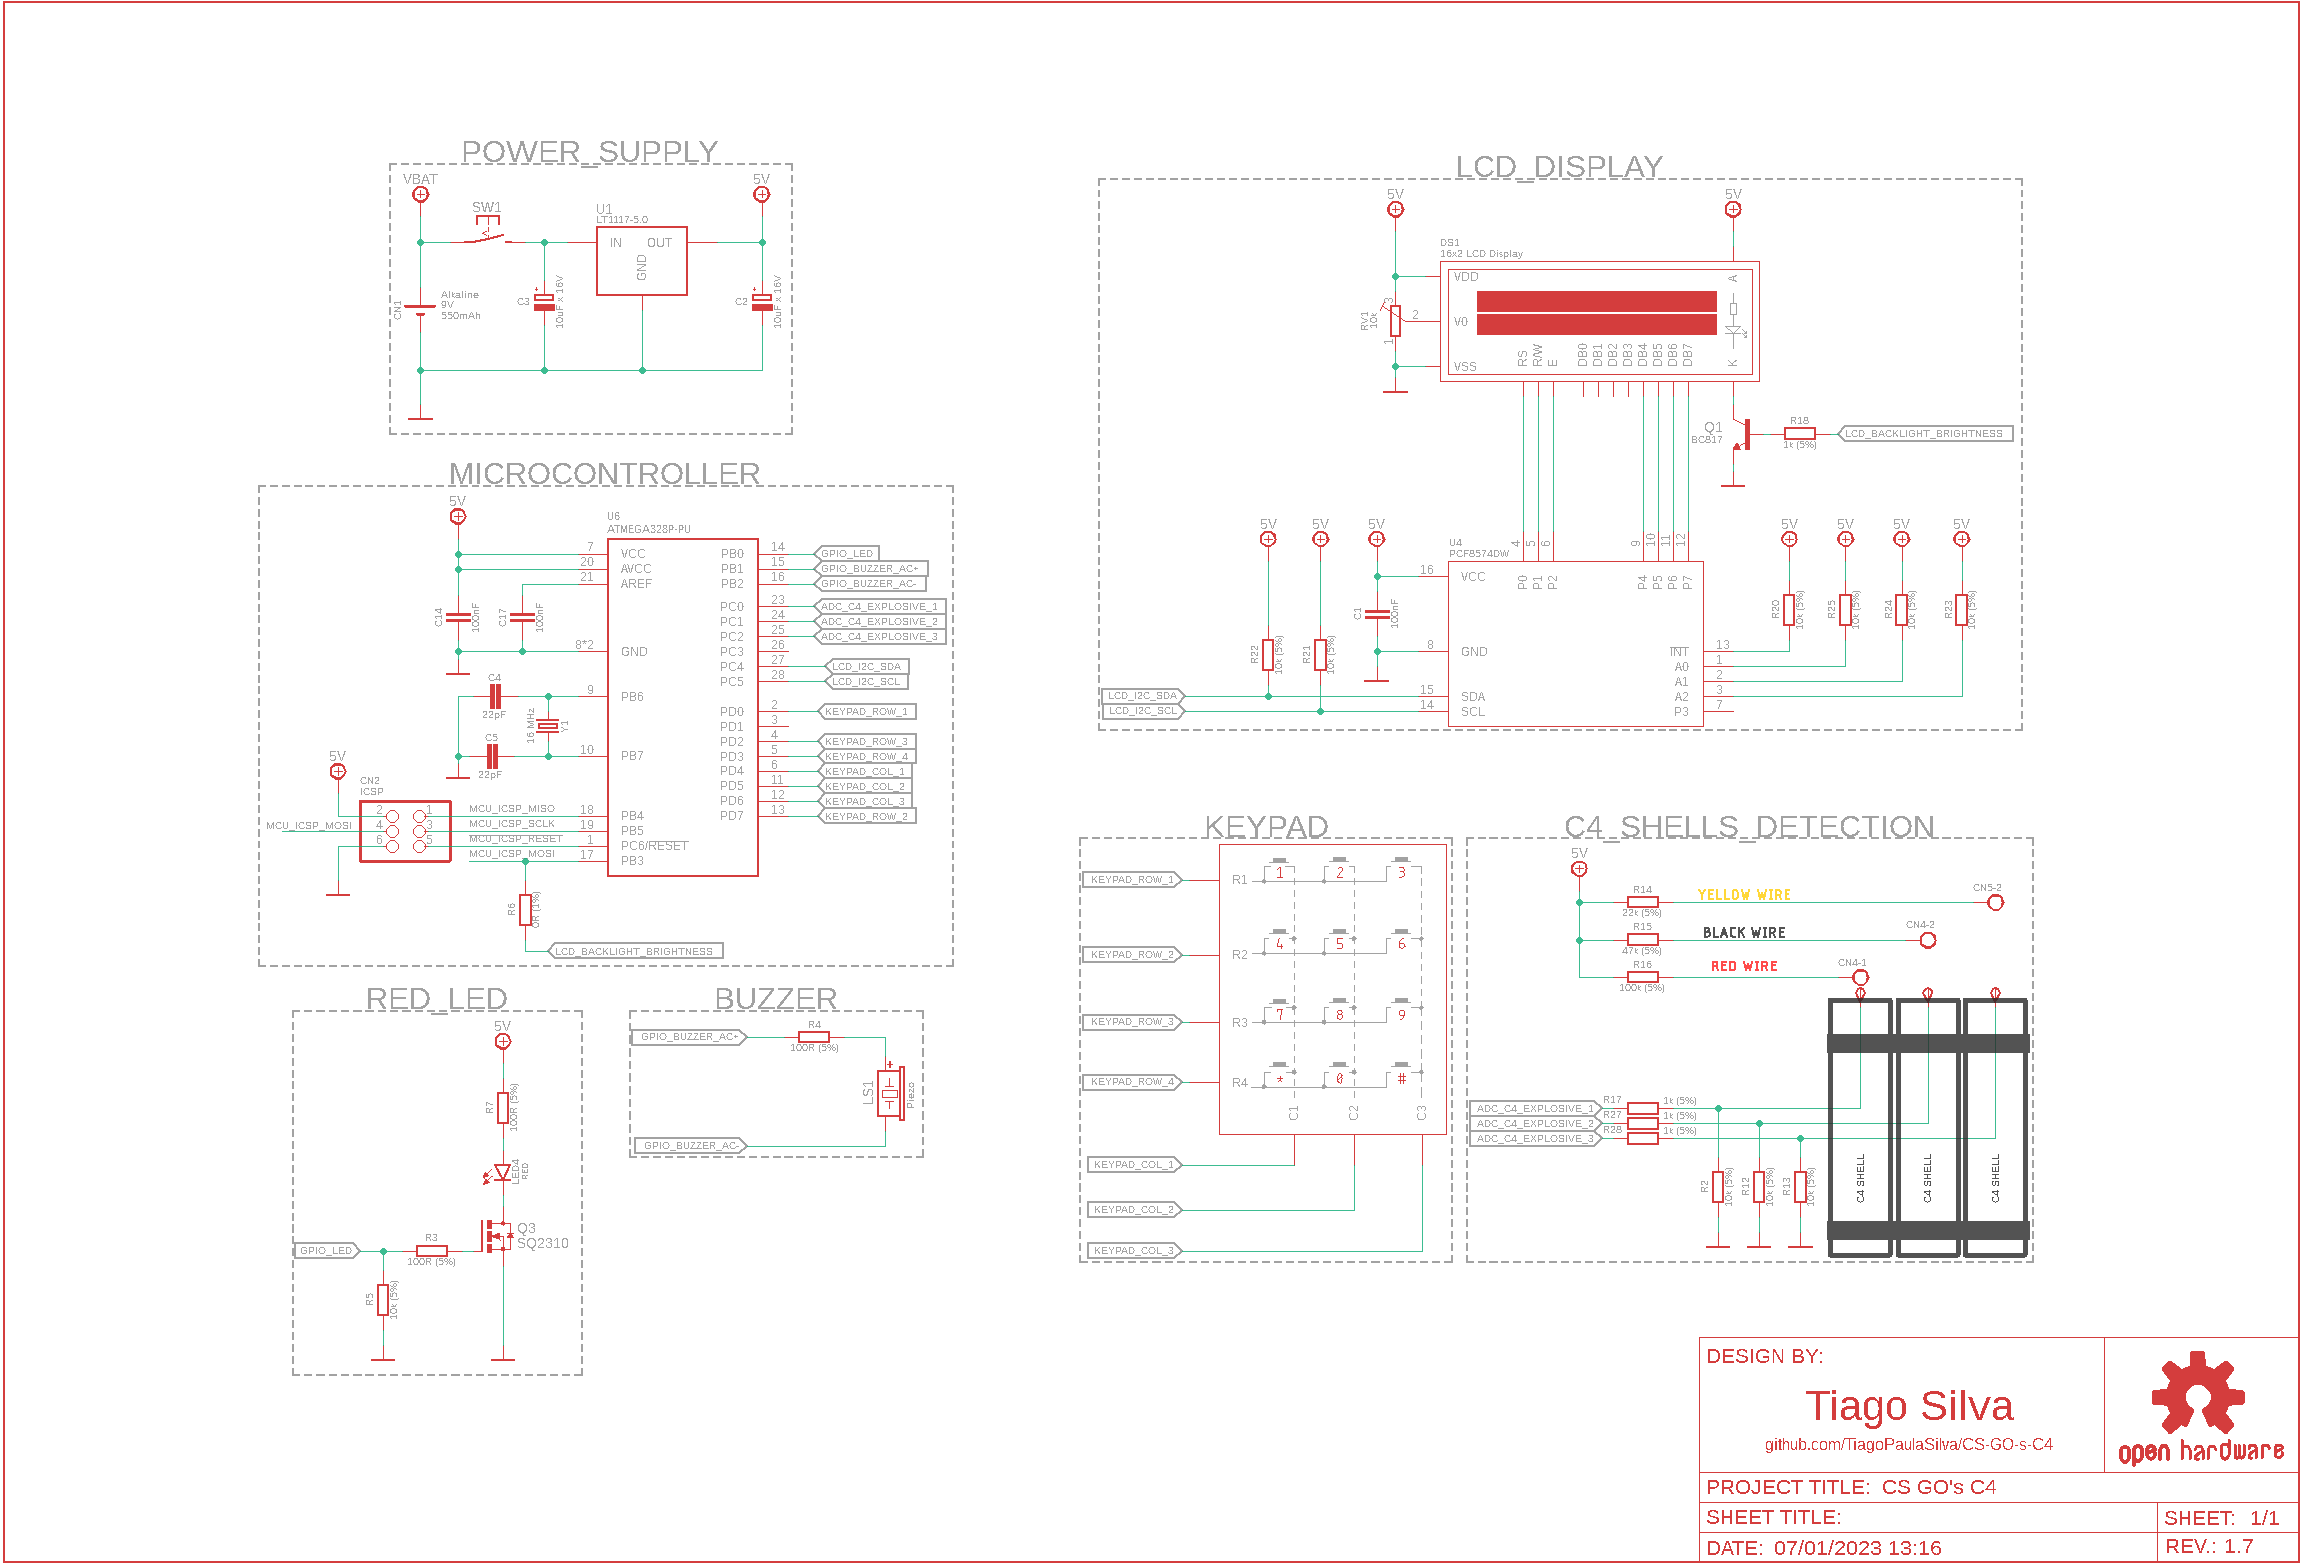 POWER_SUPPLY
VBAT
5V
SW1
U1
LT1117-5.0
IN
OUT
GND
CN1
Alkaline
9V
550mAh
C3
10uF x 16V
C2
10uF x 16V
MICROCONTROLLER
5V
U6
ATMEGA328P-PU
7 VCC
20 AVCC
21 AREF
8*2 GND
9 PB6
10 PB7
18 PB4
19 PB5
1 PC6/RESET
17 PB3
PB0 14 GPIO_LED
PB1 15 GPIO_BUZZER_AC+
PB2 16 GPIO_BUZZER_AC-
PC0 23 ADC_C4_EXPLOSIVE_1
PC1 24 ADC_C4_EXPLOSIVE_2
PC2 25 ADC_C4_EXPLOSIVE_3
PC3 26
PC4 27 LCD_I2C_SDA
PC5 28 LCD_I2C_SCL
PD0 2 KEYPAD_ROW_1
PD1 3
PD2 4 KEYPAD_ROW_3
PD3 5 KEYPAD_ROW_4
PD4 6 KEYPAD_COL_1
PD5 11 KEYPAD_COL_2
PD6 12 KEYPAD_COL_3
PD7 13 KEYPAD_ROW_2
C14
100nF
C17
100nF
C4
22pF
C5
22pF
16 MHz
Y1
5V
CN2
ICSP
2 1
4 3
6 5
MCU_ICSP_MOSI
MCU_ICSP_MISO
MCU_ICSP_SCLK
MCU_ICSP_RESET
MCU_ICSP_MOSI
R6
0R (1%)
LCD_BACKLIGHT_BRIGHTNESS
RED_LED
5V
R7
100R (5%)
LED4
RED
Q3
SQ2310
GPIO_LED
R3
100R (5%)
R5
10k (5%)
BUZZER
GPIO_BUZZER_AC+
R4
100R (5%)
LS1
Piezo
GPIO_BUZZER_AC-
LCD_DISPLAY
5V
5V
DS1
16x2 LCD Display
VDD
V0
VSS
RV1
10k
3
2
1
RS
R/W
E
DB0
DB1
DB2
DB3
DB4
DB5
DB6
DB7
A
K
Q1
BC817
R18
1k (5%)
LCD_BACKLIGHT_BRIGHTNESS
5V
5V
5V
5V
5V
5V
5V
U4
PCF8574DW
4
5
6
9
10
11
12
P0
P1
P2
P4
P5
P6
P7
16 VCC
8 GND
15 SDA
14 SCL
INT 13
A0 1
A1 2
A2 3
P3 7
R22
10k (5%)
R21
10k (5%)
C1
100nF
R20
10k (5%)
R25
10k (5%)
R24
10k (5%)
R23
10k (5%)
LCD_I2C_SDA
LCD_I2C_SCL
KEYPAD
KEYPAD_ROW_1 R1
KEYPAD_ROW_2 R2
KEYPAD_ROW_3 R3
KEYPAD_ROW_4 R4
1 2 3
4 5 6
7 8 9
* 0 #
C1
C2
C3
KEYPAD_COL_1
KEYPAD_COL_2
KEYPAD_COL_3
C4_SHELLS_DETECTION
5V
R14
22k (5%)
YELLOW WIRE
CN5-2
R15
47k (5%)
BLACK WIRE
CN4-2
R16
100k (5%)
RED WIRE
CN4-1
ADC_C4_EXPLOSIVE_1 R17 1k (5%)
ADC_C4_EXPLOSIVE_2 R27 1k (5%)
ADC_C4_EXPLOSIVE_3 R28 1k (5%)
R2
10k (5%)
R12
10k (5%)
R13
10k (5%)
C4 SHELL
C4 SHELL
C4 SHELL
DESIGN BY:
Tiago Silva
github.com/TiagoPaulaSilva/CS-GO-s-C4
open hardware
PROJECT TITLE: CS GO's C4
SHEET TITLE:
SHEET: 1/1
DATE: 07/01/2023 13:16
REV.: 1.7